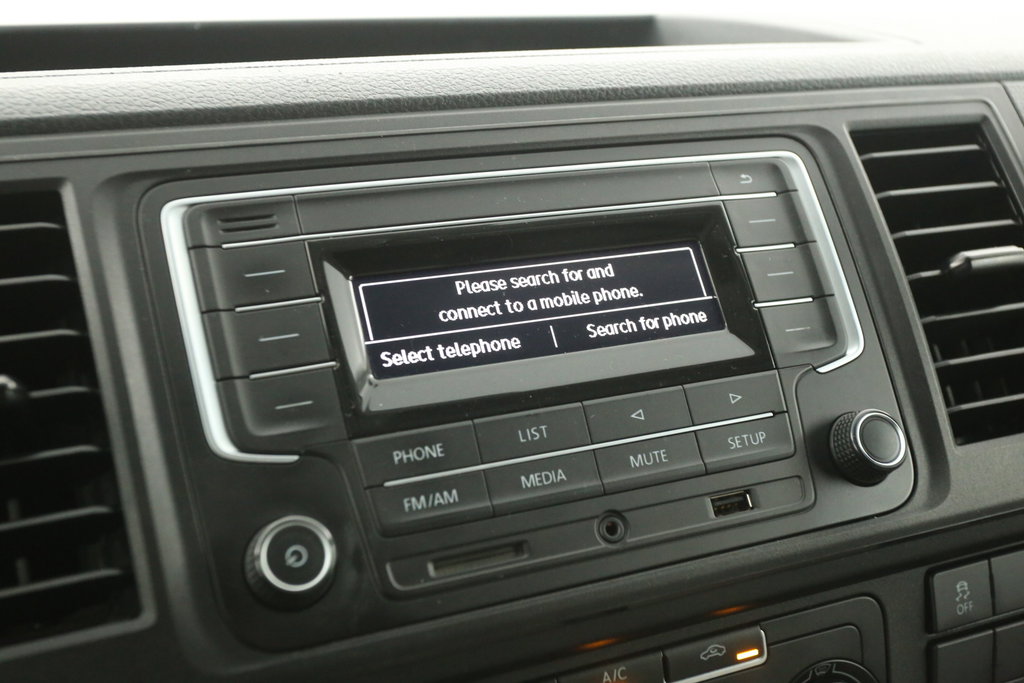 Please search for and
connect to a mobile phone.
Select telephone | Search for phone
PHONE LIST
FM/AM MEDIA MUTE SETUP
A/C
OFF